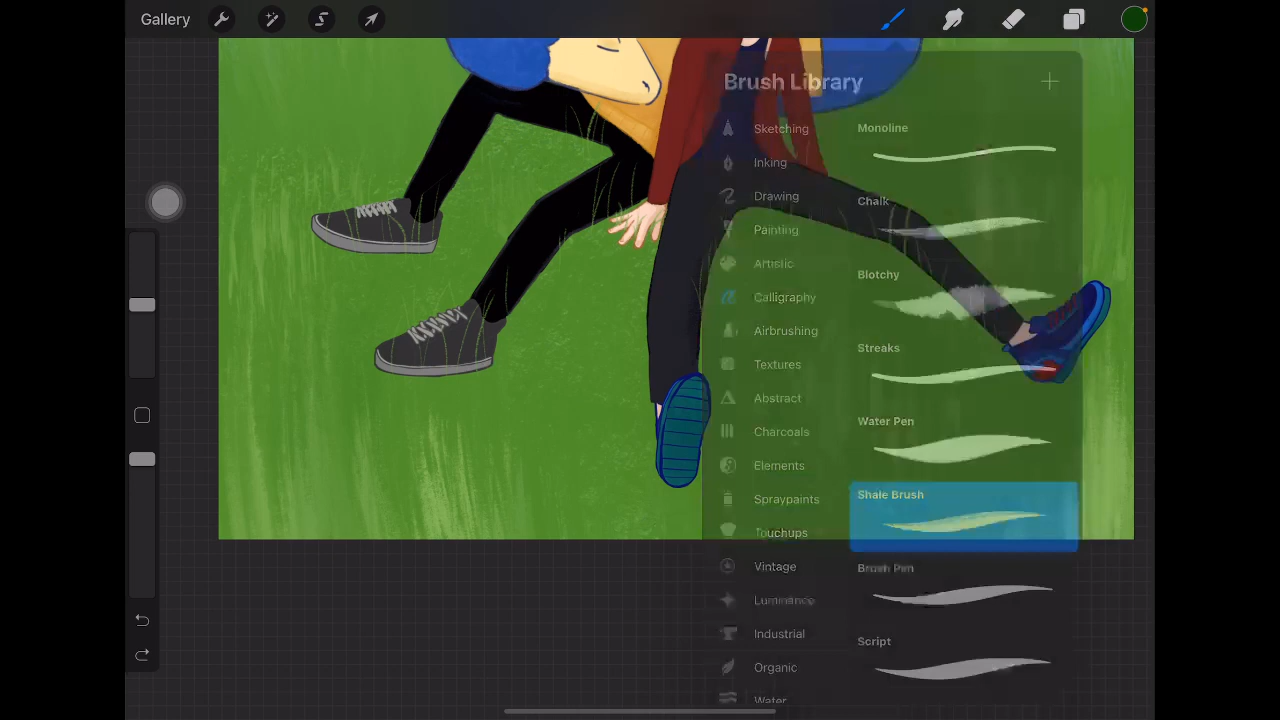 Gallery
Brush Library
Sketching
Inking
Drawing
Painting
Artistic
Calligraphy
Airbrushing
Textures
Abstract
Charcoals
Elements
Spraypaints
Touchups
Vintage
Luminance
Industrial
Organic
Water
Monoline
Chalk
Blotchy
Streaks
Water Pen
Shale Brush
Brush Pen
Script